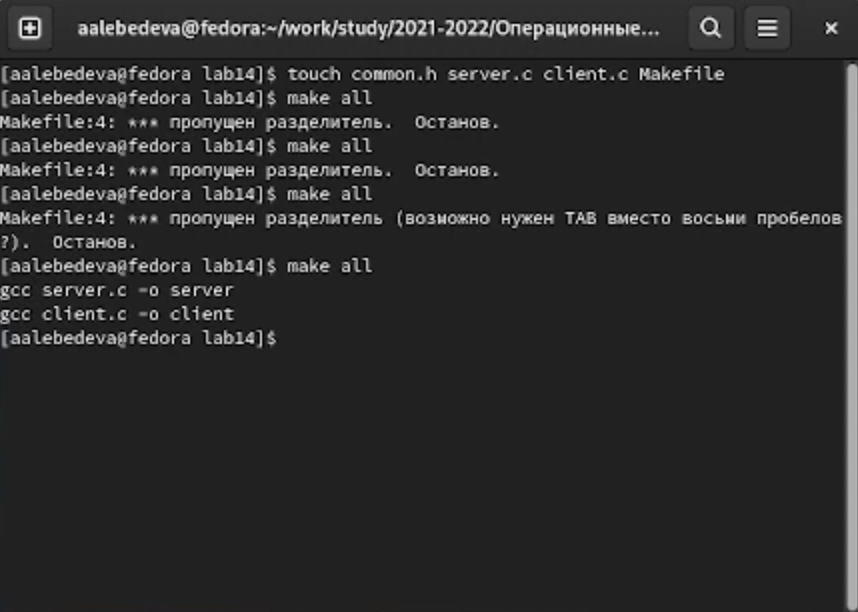 aalebedeva@fedora:~/work/study/2021-2022/Операционные...
[aalebedeva@fedora lab14]$ touch common.h server.c client.c Makefile
[aalebedeva@fedora lab14]$ make all
Makefile:4: *** пропущен разделитель.  Останов.
[aalebedeva@fedora lab14]$ make all
Makefile:4: *** пропущен разделитель.  Останов.
[aalebedeva@fedora lab14]$ make all
Makefile:4: *** пропущен разделитель (возможно нужен TAB вместо восьми пробелов
?).  Останов.
[aalebedeva@fedora lab14]$ make all
gcc server.c -o server
gcc client.c -o client
[aalebedeva@fedora lab14]$